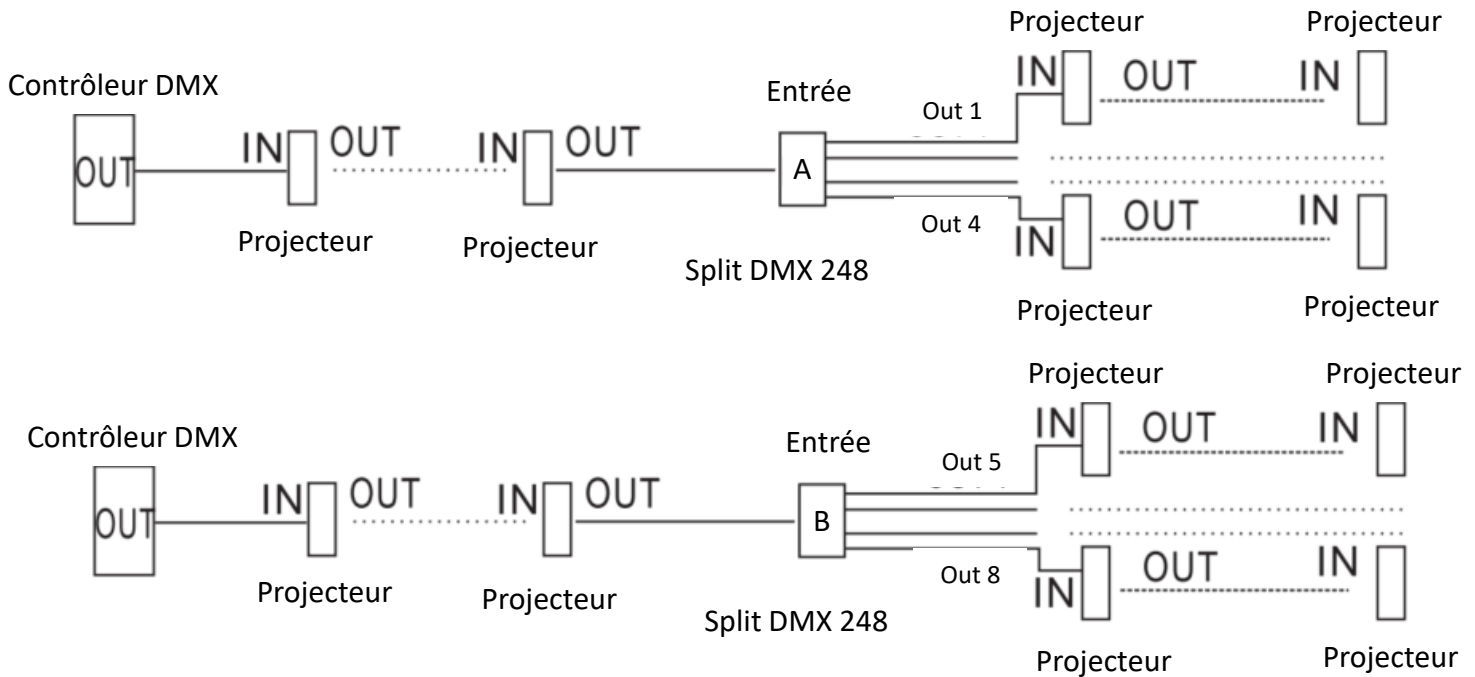 Projecteur
Projecteur
Contrôleur DMX
Entrée
IN
OUT
IN
Out 1
OUT
IN
OUT
IN
OUT
A
Projecteur
Projecteur
Out 4
IN
OUT
IN
Split DMX 248
Projecteur
Projecteur
Projecteur
Projecteur
Contrôleur DMX
Entrée
IN
OUT
IN
Out 5
OUT
IN
OUT
IN
OUT
B
Projecteur
Projecteur
Out 8
IN
OUT
IN
Split DMX 248
Projecteur
Projecteur